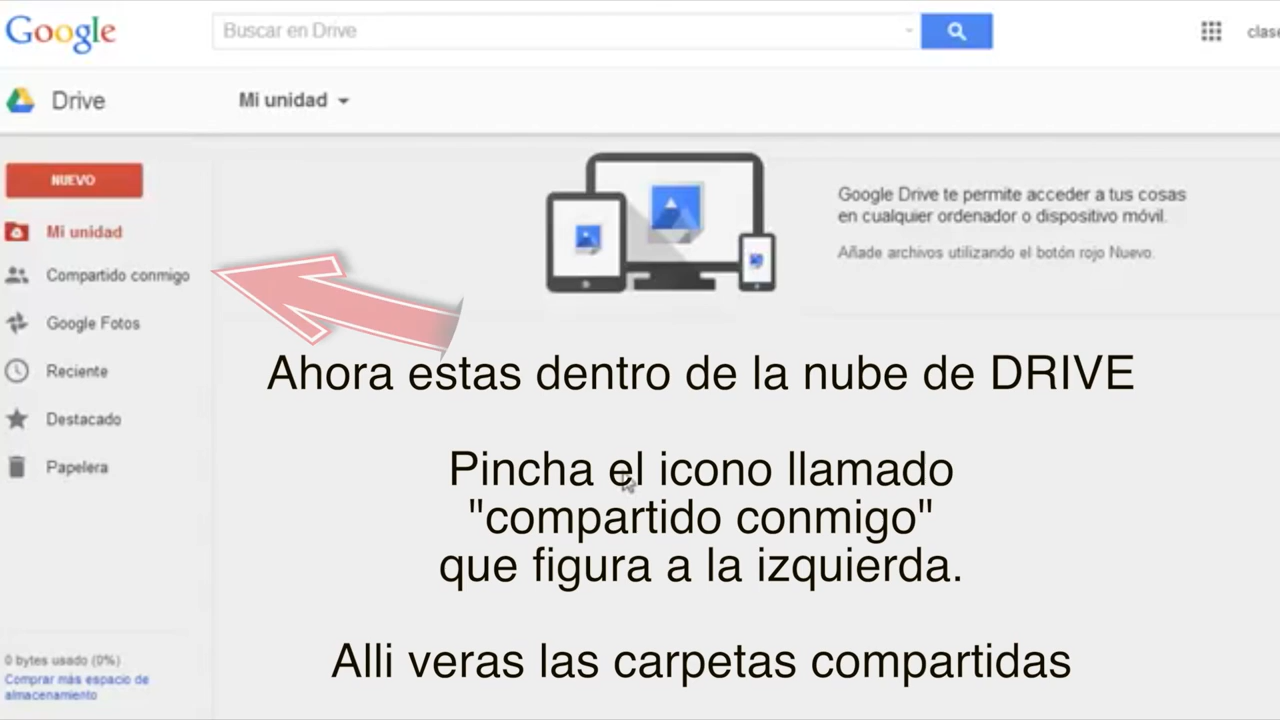 Google
Buscar en Drive
Drive
Mi unidad
NUEVO
Mi unidad
Compartido conmigo
Google Fotos
Reciente
Destacado
Papelera
Google Drive te permite acceder a tus cosas
en cualquier ordenador o dispositivo móvil.
Añade archivos utilizando el botón rojo Nuevo.
Ahora estas dentro de la nube de DRIVE
Pincha el icono llamado
"compartido conmigo"
que figura a la izquierda.
Alli veras las carpetas compartidas
0 bytes usado (0%)
Comprar más espacio de
almacenamiento